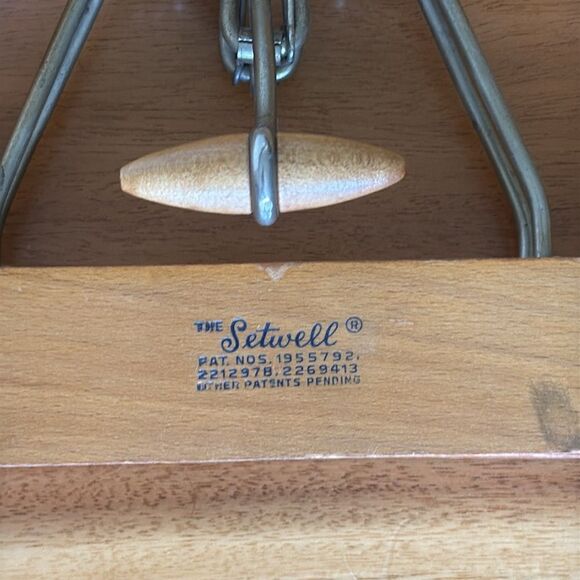 THE Setwell ®
PAT. NOS. 1955792,
2212978, 2269413
OTHER PATENTS PENDING